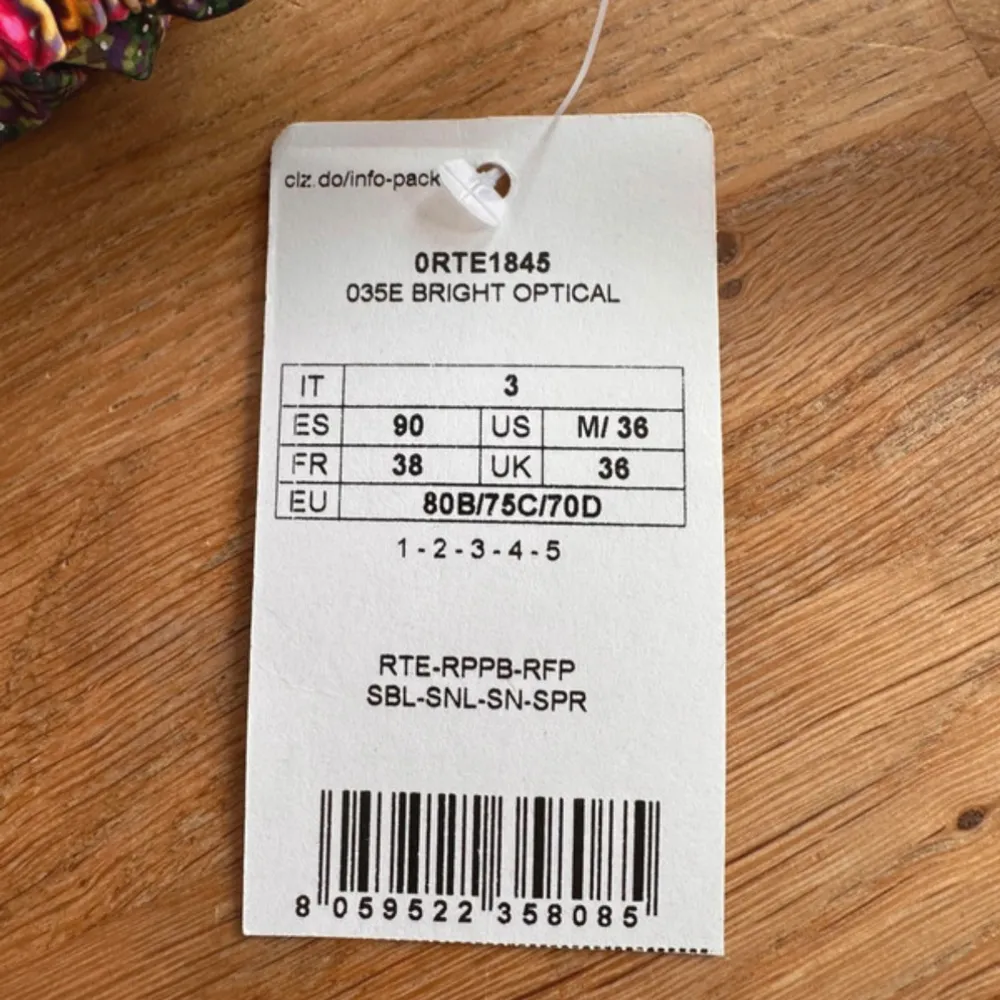 clz.do/info-pack
0RTE1845
035E BRIGHT OPTICAL
IT 3
ES 90 US M/ 36
FR 38 UK 36
EU 80B/75C/70D
1 - 2 - 3 - 4 - 5
RTE-RPPB-RFP
SBL-SNL-SN-SPR
8 059522 358085